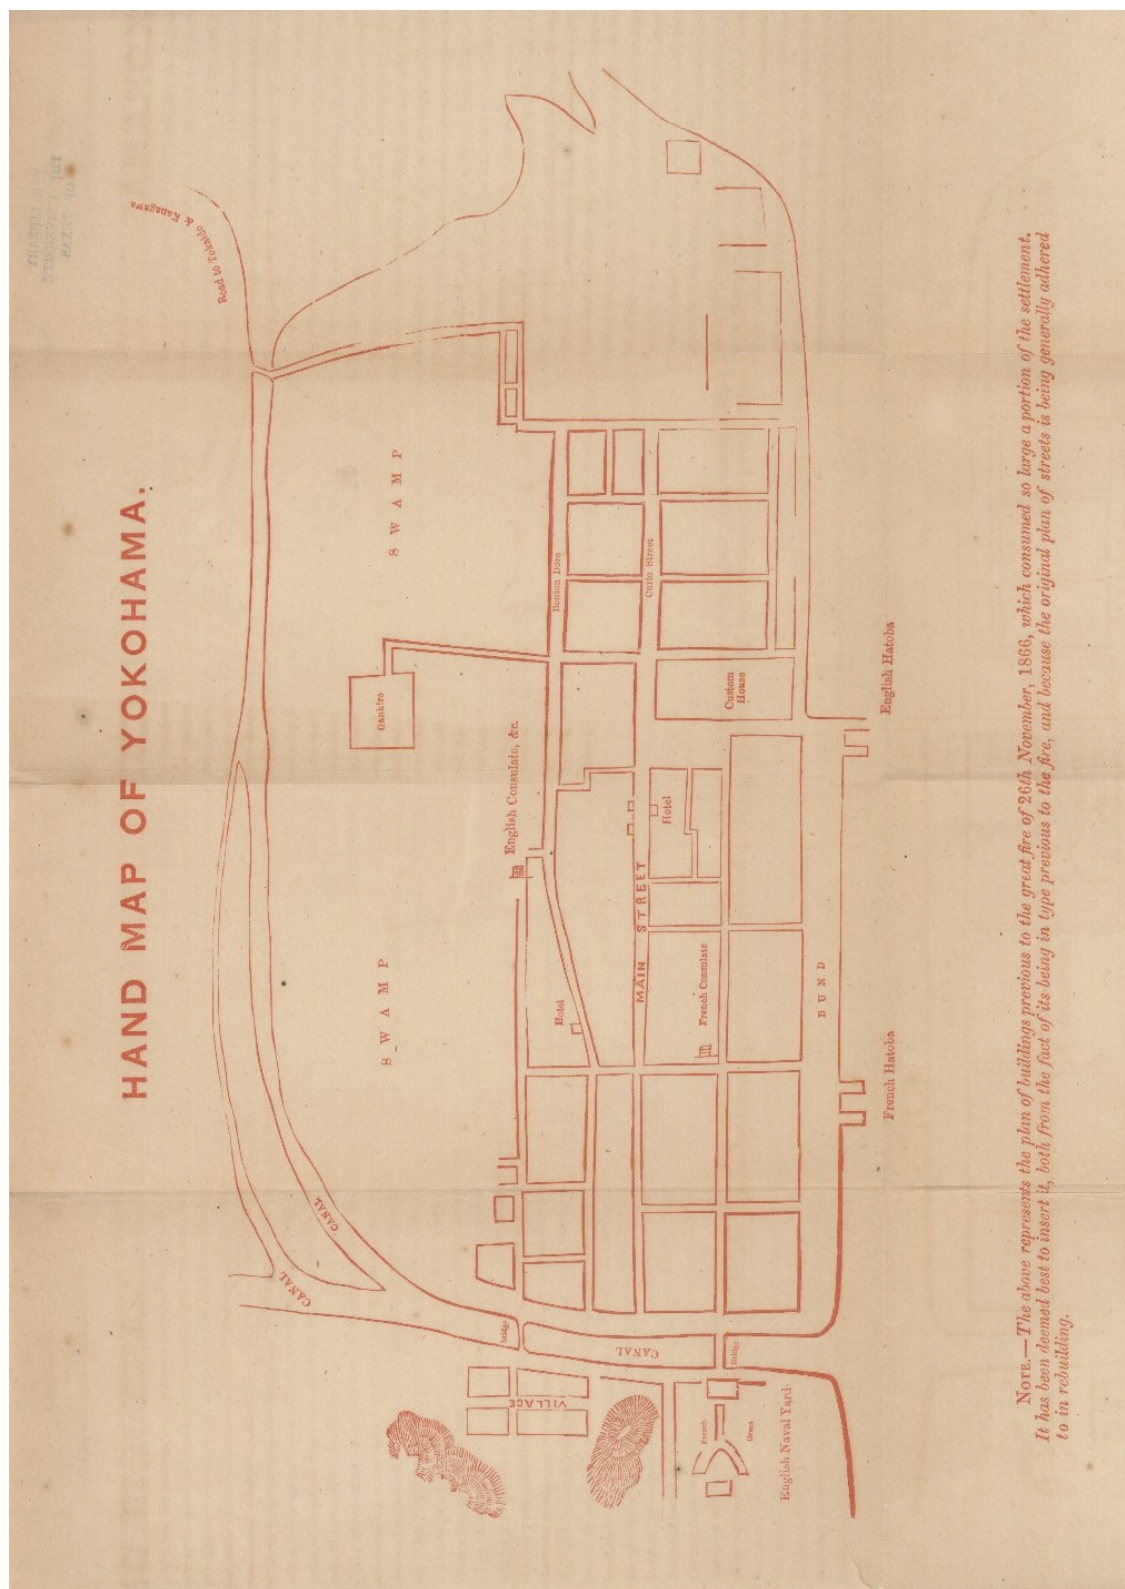 HAND MAP OF YOKOHAMA.
Road to Tokaido
& Kanagawa
SWAMP
SWAMP
Gankiro
English Consulate, &c.
Benton Dore
Curio Street
Custom
House
English Hatoba
Hotel
MAIN STREET
Hotel
French Consulate
BUND
French Hatoba
CANAL
CANAL
bridge
CANAL
Bridge
VILLAGE
French
English Naval Yard
NOTE.—The above represents the plan of buildings previous to the great fire of 26th November, 1866, which consumed so large a portion of the settlement.
It has been deemed best to insert it, both from the fact of its being in type previous to the fire, and because the original plan of streets is being generally adhered
to in rebuilding.
OF TEXAS